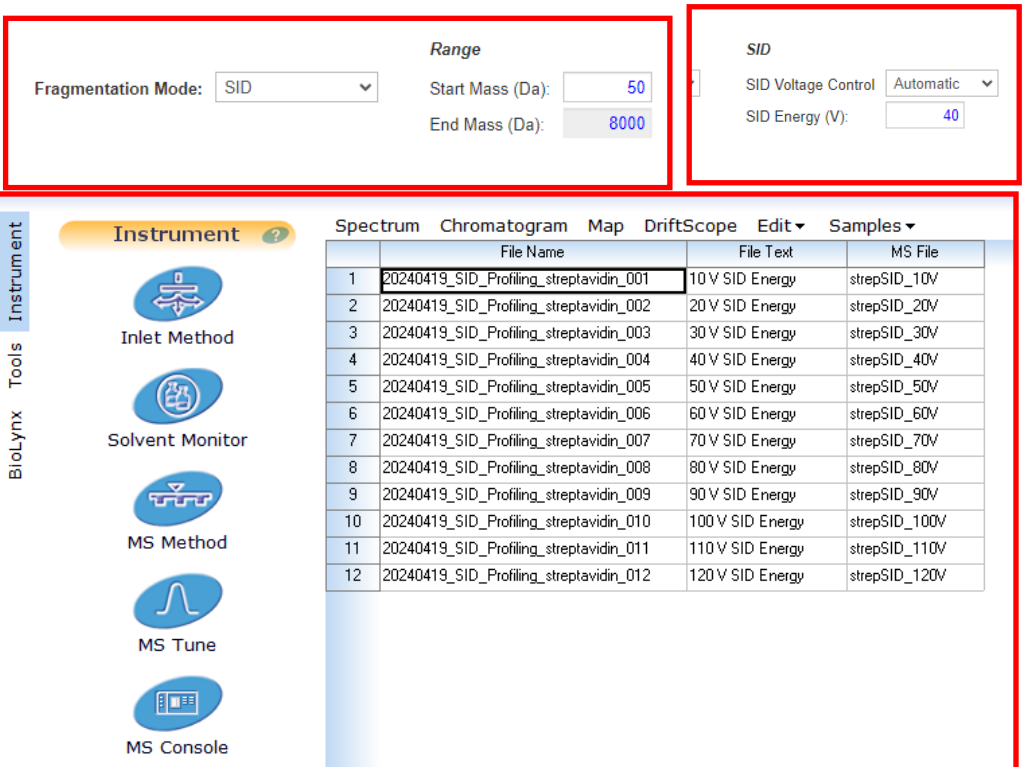 Range
Fragmentation Mode: SID
Start Mass (Da): 50
End Mass (Da): 8000
SID
SID Voltage Control Automatic
SID Energy (V): 40
Instrument
Tools
BioLynx
Instrument ?
Inlet Method
Solvent Monitor
MS Method
MS Tune
MS Console
Spectrum Chromatogram Map DriftScope Edit Samples
File Name File Text MS File
1 20240419_SID_Profiling_streptavidin_001 10 V SID Energy strepSID_10V
2 20240419_SID_Profiling_streptavidin_002 20 V SID Energy strepSID_20V
3 20240419_SID_Profiling_streptavidin_003 30 V SID Energy strepSID_30V
4 20240419_SID_Profiling_streptavidin_004 40 V SID Energy strepSID_40V
5 20240419_SID_Profiling_streptavidin_005 50 V SID Energy strepSID_50V
6 20240419_SID_Profiling_streptavidin_006 60 V SID Energy strepSID_60V
7 20240419_SID_Profiling_streptavidin_007 70 V SID Energy strepSID_70V
8 20240419_SID_Profiling_streptavidin_008 80 V SID Energy strepSID_80V
9 20240419_SID_Profiling_streptavidin_009 90 V SID Energy strepSID_90V
10 20240419_SID_Profiling_streptavidin_010 100 V SID Energy strepSID_100V
11 20240419_SID_Profiling_streptavidin_011 110 V SID Energy strepSID_110V
12 20240419_SID_Profiling_streptavidin_012 120 V SID Energy strepSID_120V